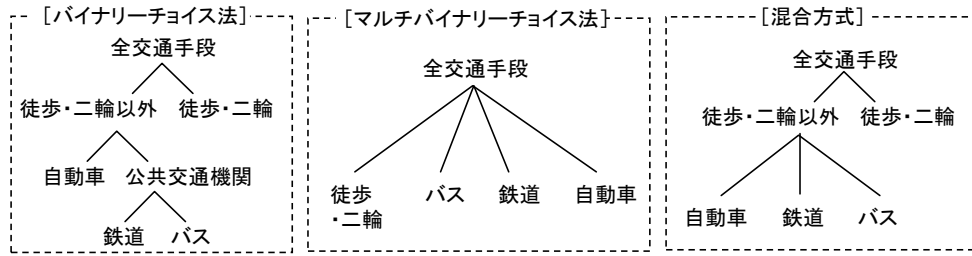 [バイナリーチョイス法]
全交通手段
徒歩・二輪以外 徒歩・二輪
自動車 公共交通機関
鉄道 バス
[マルチバイナリーチョイス法]
全交通手段
徒歩
・二輪
バス 鉄道 自動車
[混合方式]
全交通手段
徒歩・二輪以外 徒歩・二輪
自動車 鉄道 バス